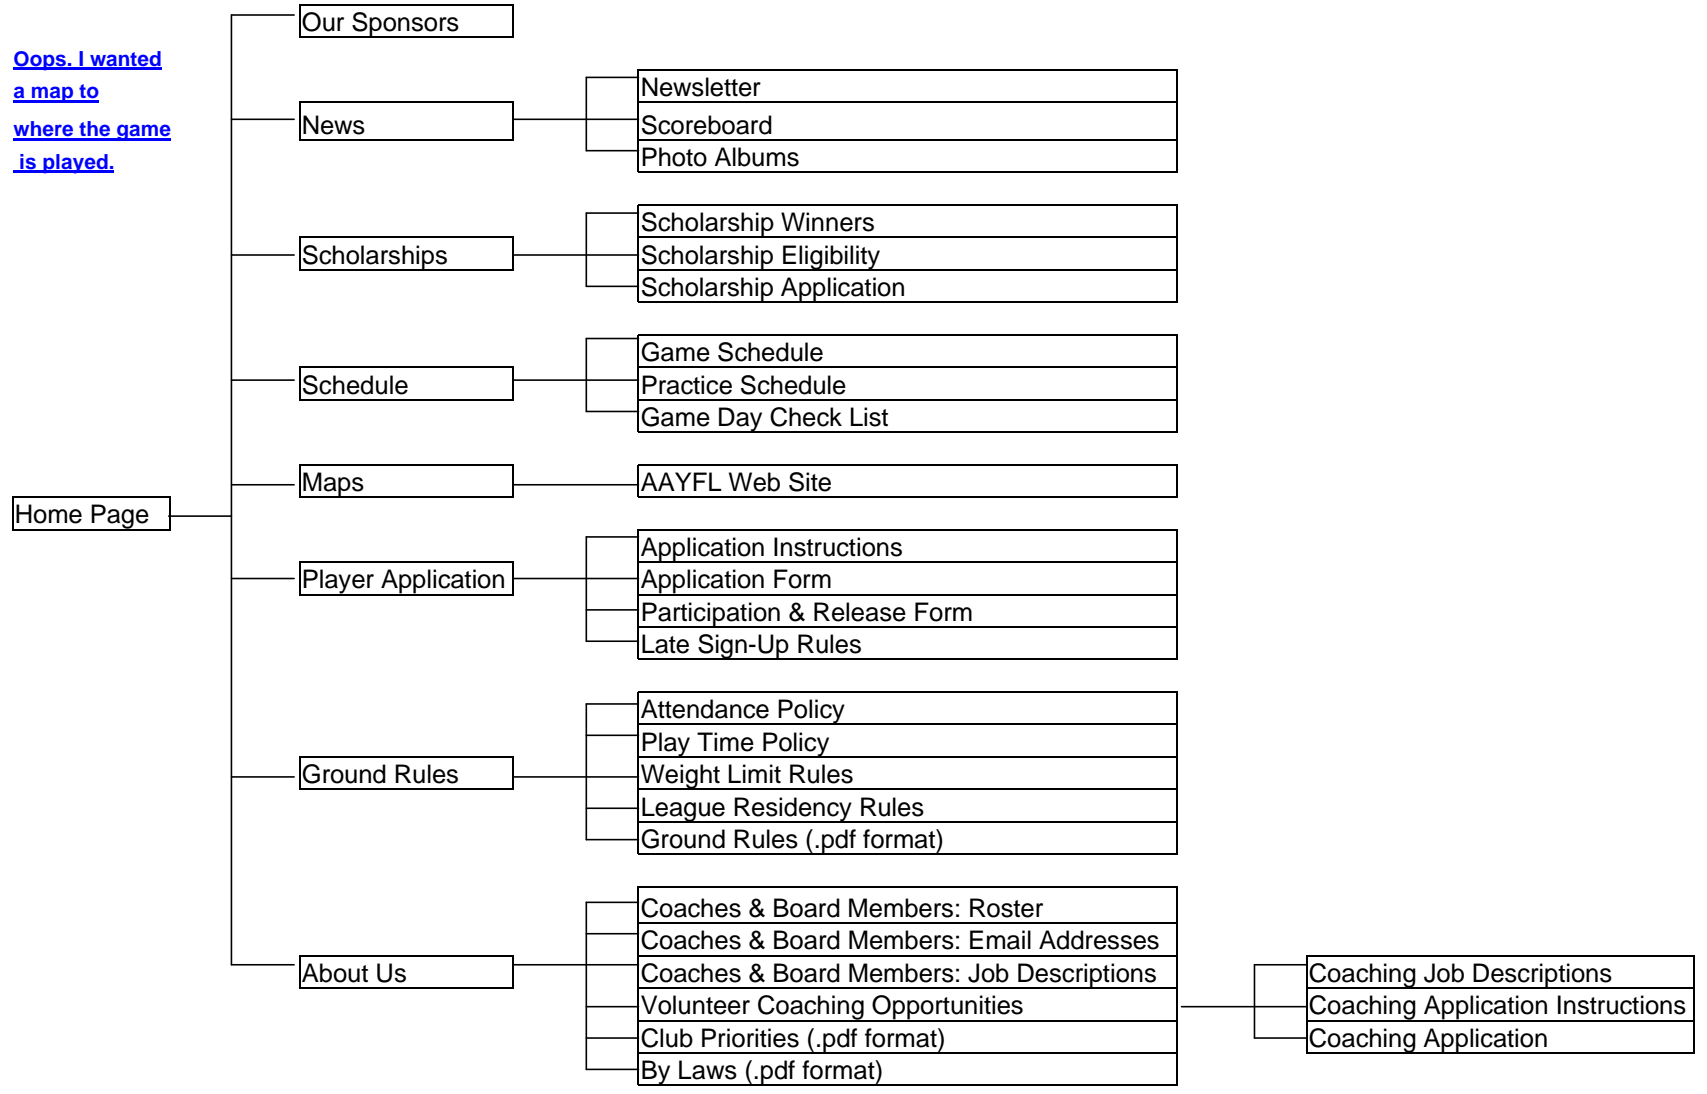 Our Sponsors
Oops. I wanted
a map to
where the game
is played.
News
Newsletter
Scoreboard
Photo Albums
Scholarships
Scholarship Winners
Scholarship Eligibility
Scholarship Application
Schedule
Game Schedule
Practice Schedule
Game Day Check List
Maps
AAYFL Web Site
Home Page
Player Application
Application Instructions
Application Form
Participation & Release Form
Late Sign-Up Rules
Ground Rules
Attendance Policy
Play Time Policy
Weight Limit Rules
League Residency Rules
Ground Rules (.pdf format)
About Us
Coaches & Board Members: Roster
Coaches & Board Members: Email Addresses
Coaches & Board Members: Job Descriptions
Volunteer Coaching Opportunities
Club Priorities (.pdf format)
By Laws (.pdf format)
Coaching Job Descriptions
Coaching Application Instructions
Coaching Application